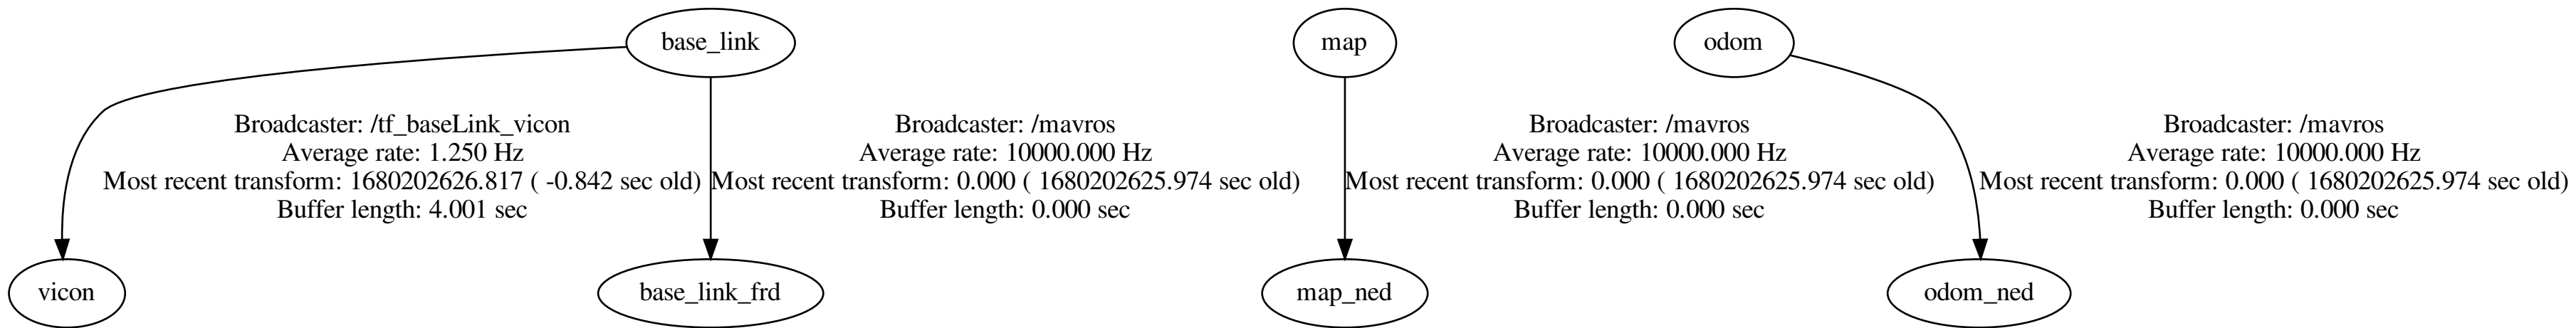 base_link
map
odom
Broadcaster: /tf_baseLink_vicon
Average rate: 1.250 Hz
Most recent transform: 1680202626.817 ( -0.842 sec old)
Buffer length: 4.001 sec
Broadcaster: /mavros
Average rate: 10000.000 Hz
Most recent transform: 0.000 ( 1680202625.974 sec old)
Buffer length: 0.000 sec
Broadcaster: /mavros
Average rate: 10000.000 Hz
Most recent transform: 0.000 ( 1680202625.974 sec old)
Buffer length: 0.000 sec
Broadcaster: /mavros
Average rate: 10000.000 Hz
Most recent transform: 0.000 ( 1680202625.974 sec old)
Buffer length: 0.000 sec
vicon
base_link_frd
map_ned
odom_ned